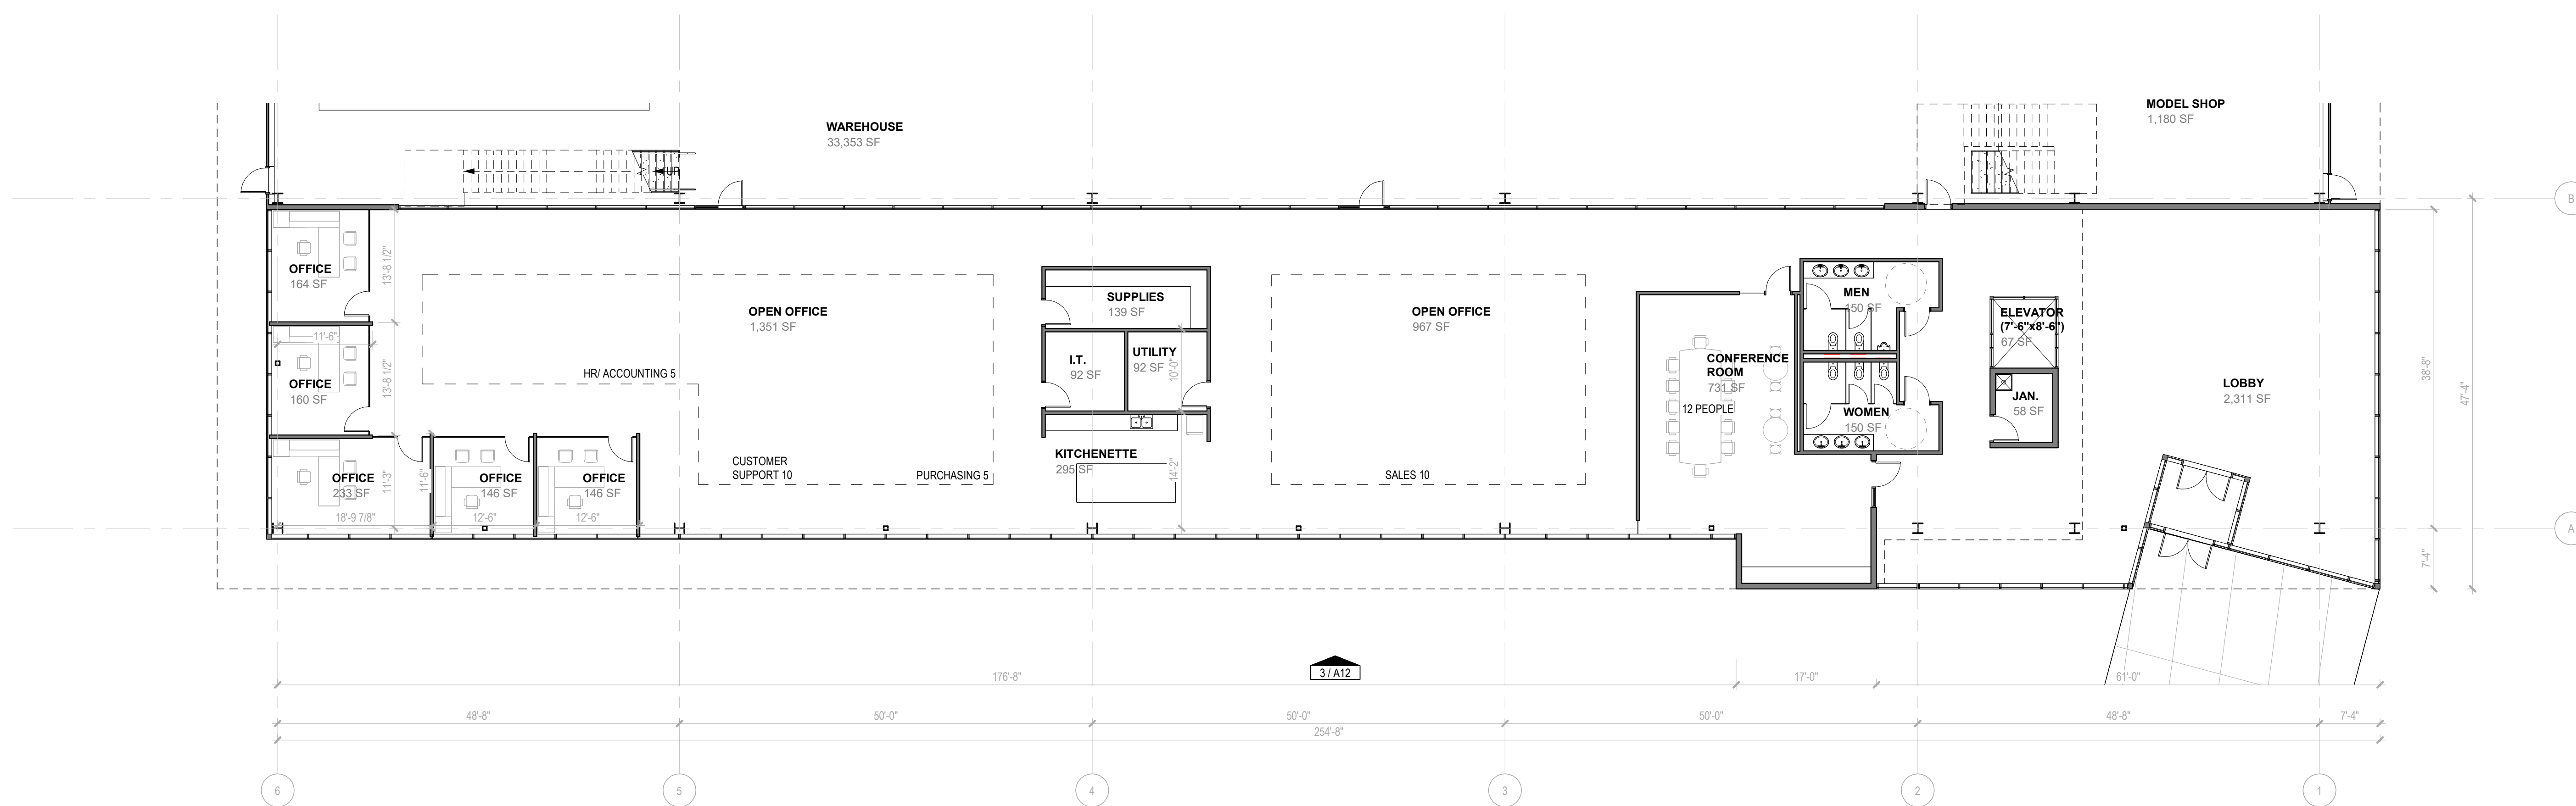 MODEL SHOP
1,180 SF
WAREHOUSE
33,353 SF
UP
B
OFFICE
164 SF
13'-8 1/2"
OPEN OFFICE
1,351 SF
SUPPLIES
139 SF
OPEN OFFICE
967 SF
MEN
150 SF
ELEVATOR
(7'-6"x8'-6")
67 SF
11'-6"
OFFICE
160 SF
13'-8 1/2"
HR/ ACCOUNTING 5
I.T.
92 SF
UTILITY
92 SF
10'-0"
CONFERENCE
ROOM
731 SF
12 PEOPLE
WOMEN
150 SF
JAN.
58 SF
LOBBY
2,311 SF
38'-8"
47'-4"
OFFICE
233 SF
11'-3"
11'-6"
OFFICE
146 SF
OFFICE
146 SF
18'-9 7/8"
12'-6"
12'-6"
CUSTOMER
SUPPORT 10
PURCHASING 5
KITCHENETTE
295 SF
14'-2"
SALES 10
A
7'-4"
3 / A12
176'-8"
17'-0"
61'-0"
48'-8"
50'-0"
50'-0"
50'-0"
48'-8"
7'-4"
254'-8"
6
5
4
3
2
1